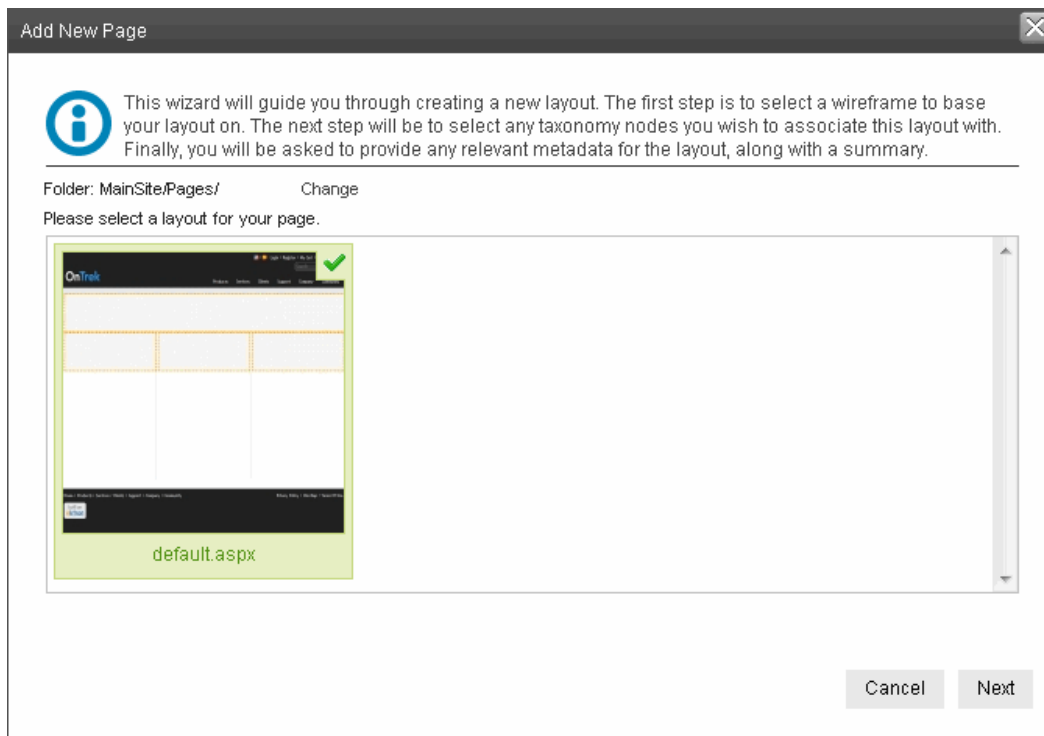 Add New Page
This wizard will guide you through creating a new layout. The first step is to select a wireframe to base
your layout on. The next step will be to select any taxonomy nodes you wish to associate this layout with.
Finally, you will be asked to provide any relevant metadata for the layout, along with a summary.
Folder: MainSite/Pages/ Change
Please select a layout for your page.
OnTrek
default.aspx
Cancel Next